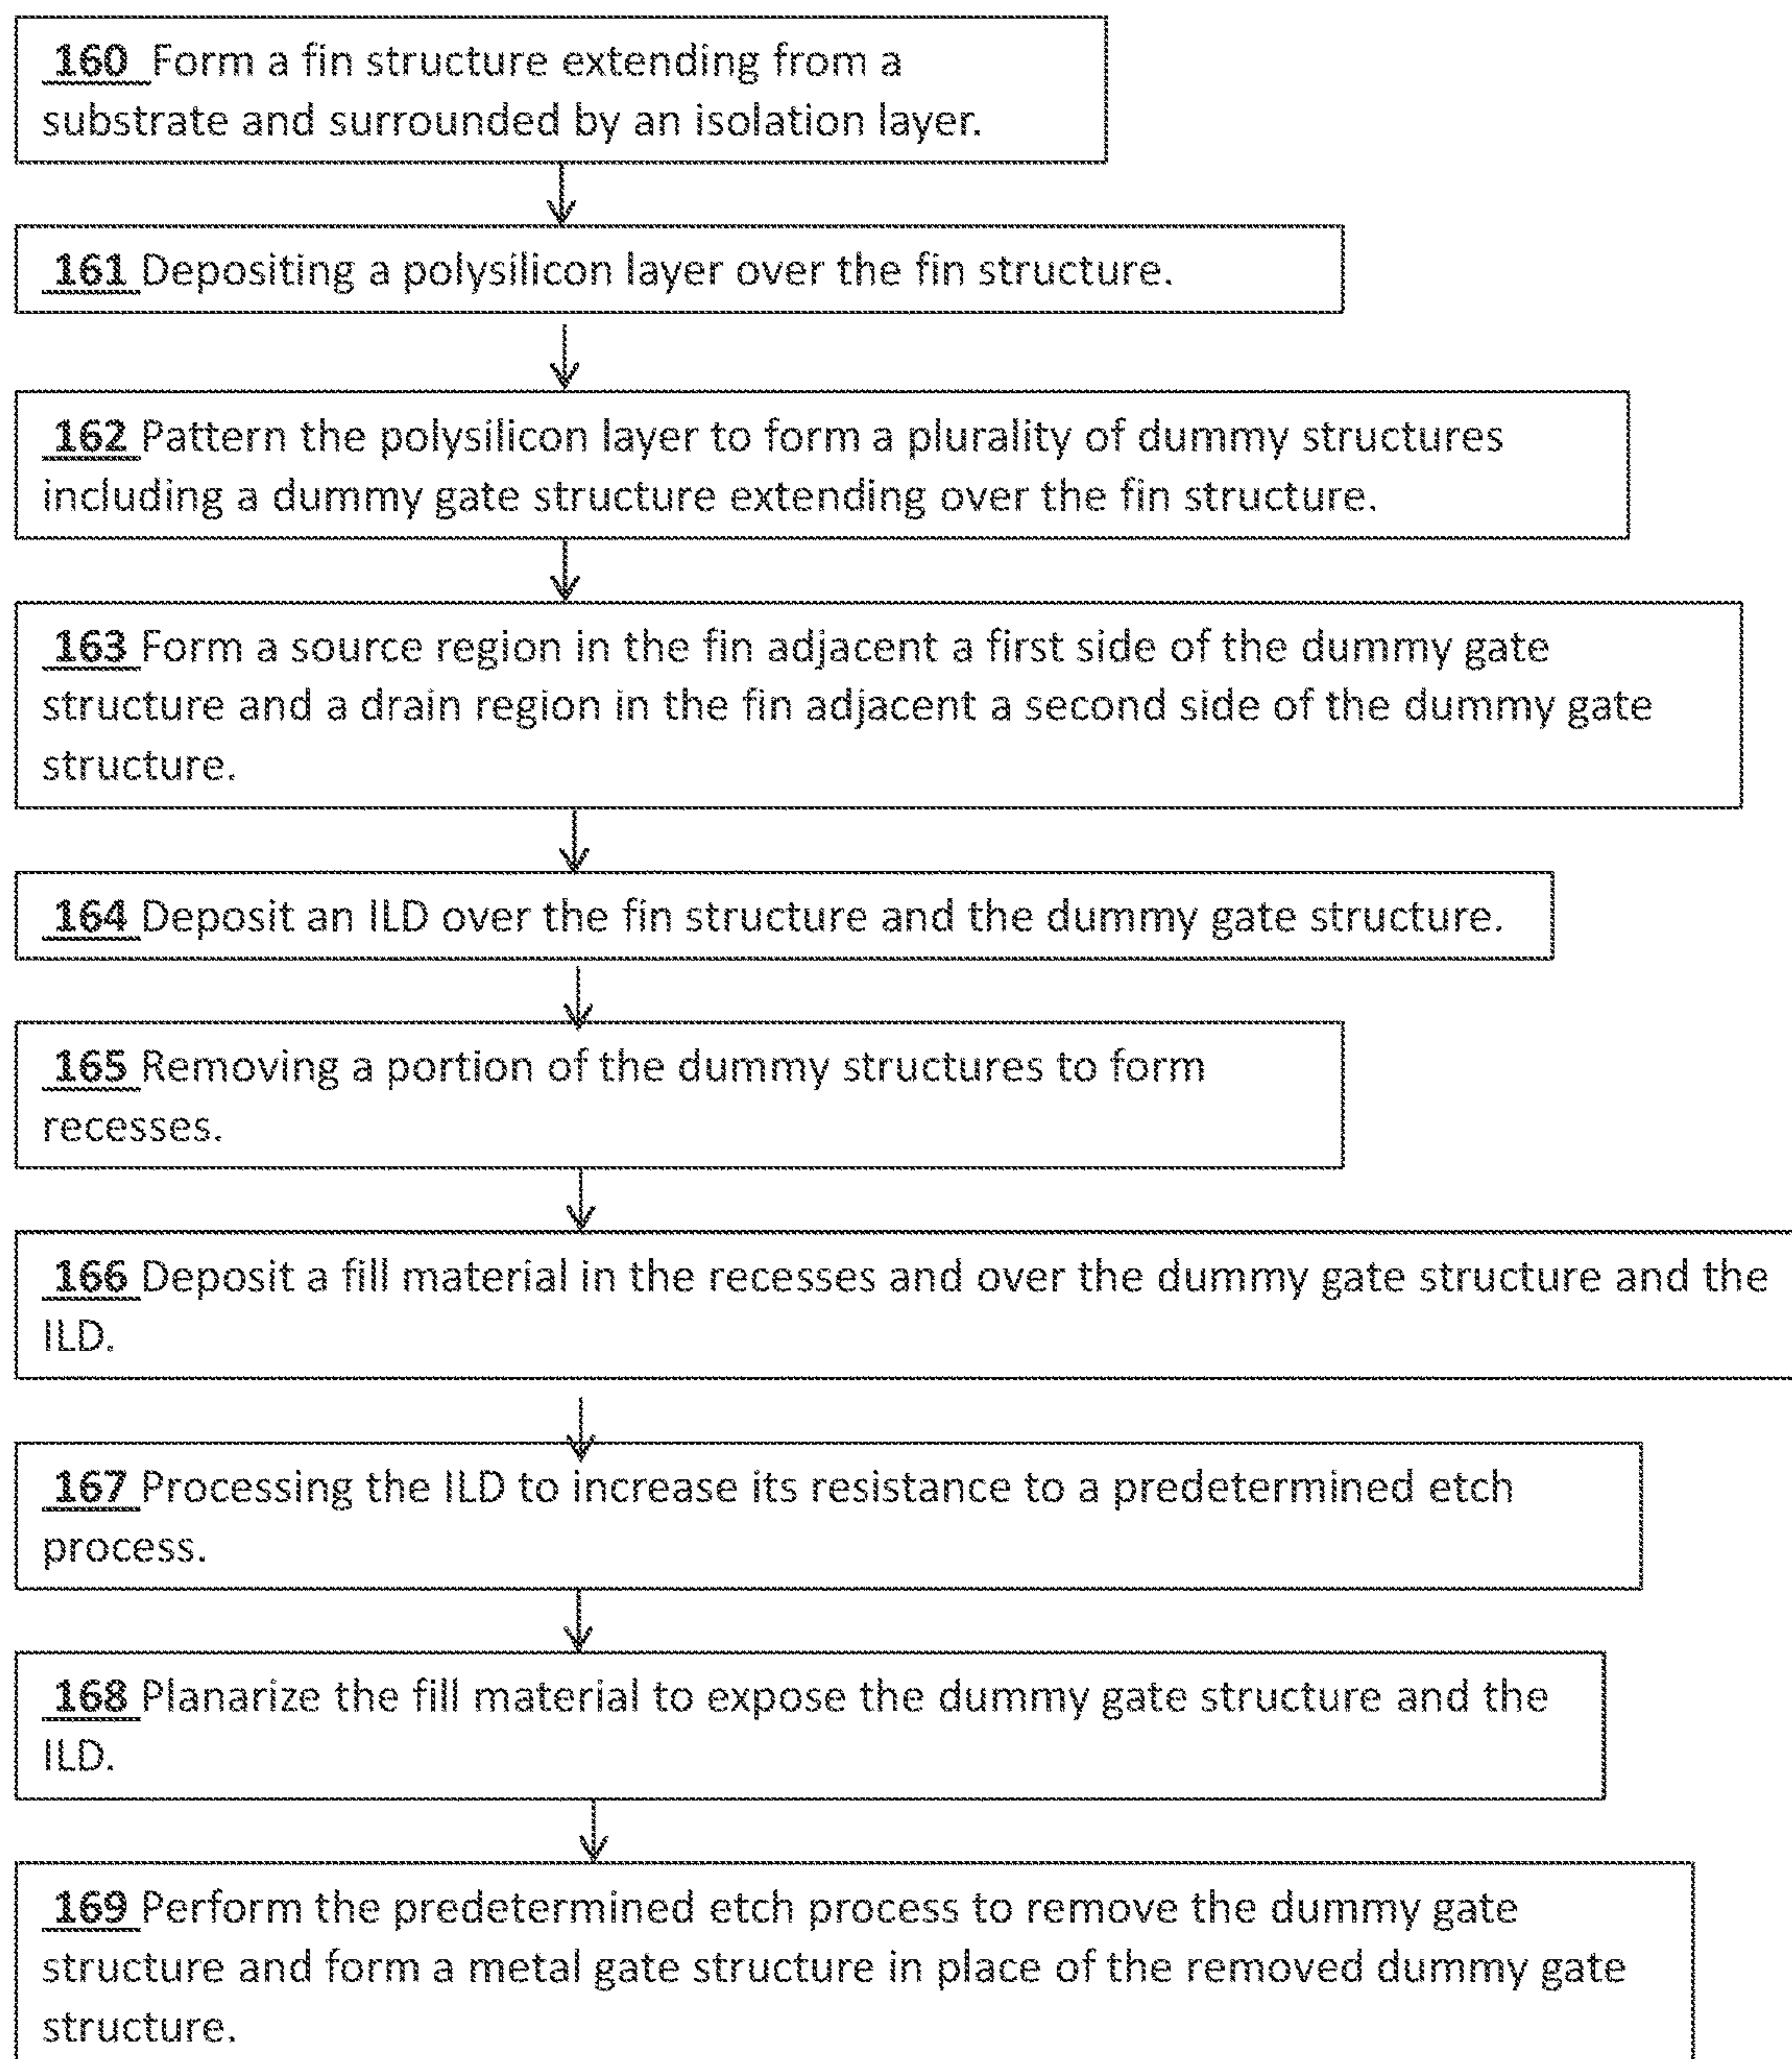 160 Form a fin structure extending from a
substrate and surrounded by an isolation layer.
161 Depositing a polysilicon layer over the fin structure.
162 Pattern the polysilicon layer to form a plurality of dummy structures
including a dummy gate structure extending over the fin structure.
163 Form a source region in the fin adjacent a first side of the dummy gate
structure and a drain region in the fin adjacent a second side of the dummy gate
structure.
164 Deposit an ILD over the fin structure and the dummy gate structure.
165 Removing a portion of the dummy structures to form
recesses.
166 Deposit a fill material in the recesses and over the dummy gate structure and the
ILD.
167 Processing the ILD to increase its resistance to a predetermined etch
process.
168 Planarize the fill material to expose the dummy gate structure and the
ILD.
169 Perform the predetermined etch process to remove the dummy gate
structure and form a metal gate structure in place of the removed dummy gate
structure.